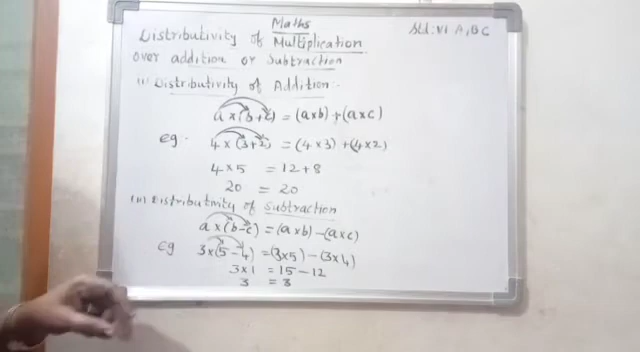 Maths
Std: VI A, B C
Distributivity of Multiplication
over addition or Subtraction
(i) Distributivity of Addition:-
a×(b+c) = (a×b)+(a×c)
eg. 4×(3+2) = (4×3)+(4×2)
4×5 = 12+8
20 = 20
(ii) Distributivity of Subtraction
a×(b-c) = (a×b)-(a×c)
eg 3×(5-4) = (3×5)-(3×4)
3×1 = 15-12
3 = 3